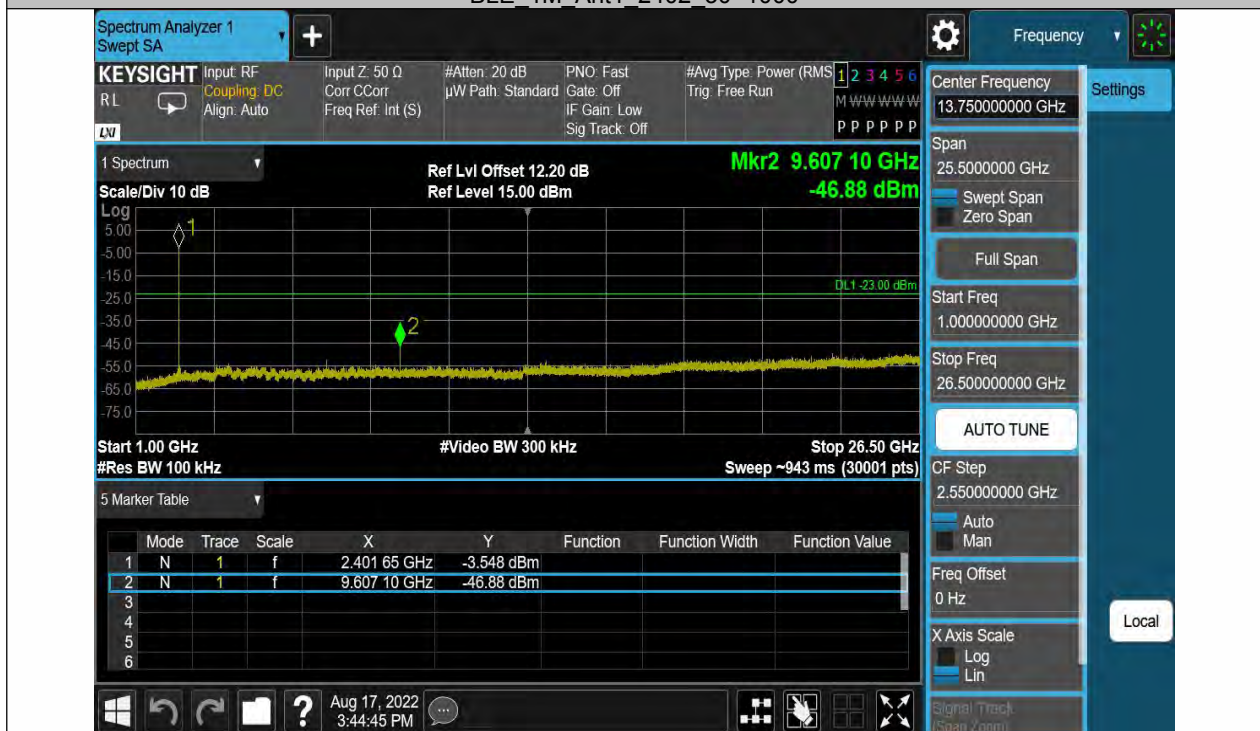 Spectrum Analyzer 1
Swept SA
Frequency
KEYSIGHT
RL
LXI
Input: RF
Coupling: DC
Align: Auto
Input Z: 50 Ω
Corr CCorr
Freq Ref: Int (S)
#Atten: 20 dB
µW Path: Standard
PNO: Fast
Gate: Off
IF Gain: Low
Sig Track: Off
#Avg Type: Power (RMS
Trig: Free Run
1 2 3 4 5 6
M W W W W W
P P P P P P
1 Spectrum
Scale/Div 10 dB
Ref Lvl Offset 12.20 dB
Ref Level 15.00 dBm
Mkr2 9.607 10 GHz
-46.88 dBm
Log
5.00
-5.00
-15.0
-25.0
-35.0
-45.0
-55.0
-65.0
-75.0
1
2
DL1 -23.00 dBm
Start 1.00 GHz
#Video BW 300 kHz
Stop 26.50 GHz
#Res BW 100 kHz
Sweep ~943 ms (30001 pts)
5 Marker Table
Mode Trace Scale X Y Function Function Width Function Value
1 N 1 f 2.401 65 GHz -3.548 dBm
2 N 1 f 9.607 10 GHz -46.88 dBm
3
4
5
6
Aug 17, 2022
3:44:45 PM
Center Frequency
13.750000000 GHz
Span
25.5000000 GHz
Swept Span
Zero Span
Full Span
Start Freq
1.000000000 GHz
Stop Freq
26.500000000 GHz
AUTO TUNE
CF Step
2.550000000 GHz
Auto
Man
Freq Offset
0 Hz
X Axis Scale
Log
Lin
Signal Track
(Span Zoom)
Settings
Local